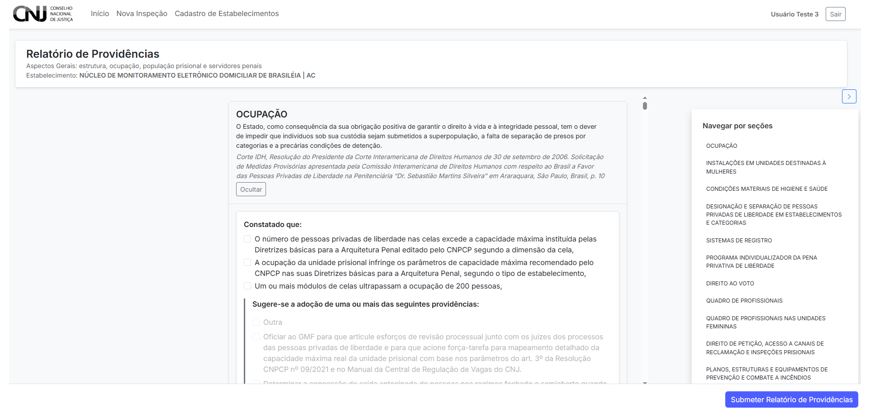 CNJ CONSELHO
NACIONAL
DE JUSTIÇA
Início Nova Inspeção Cadastro de Estabelecimentos
Usuário Teste 3 Sair
Relatório de Providências
Aspectos Gerais: estrutura, ocupação, população prisional e servidores penais
Estabelecimento: NÚCLEO DE MONITORAMENTO ELETRÔNICO DOMICILIAR DE BRASILÉIA | AC
OCUPAÇÃO
O Estado, como consequência da sua obrigação positiva de garantir o direito à vida e à integridade pessoal, tem o dever
de impedir que indivíduos sob sua custódia sejam submetidos a superpopulação, a falta de separação de presos por
categorias e a precárias condições de detenção.
Corte IDH, Resolução do Presidente da Corte Interamericana de Direitos Humanos de 30 de setembro de 2006. Solicitação
de Medidas Provisórias apresentada pela Comissão Interamericana de Direitos Humanos com respeito ao Brasil a Favor
das Pessoas Privadas de Liberdade na Penitenciária "Dr. Sebastião Martins Silveira" em Araraquara, São Paulo, Brasil, p. 10
Ocultar
Constatado que:
O número de pessoas privadas de liberdade nas celas excede a capacidade máxima instituída pelas
Diretrizes básicas para a Arquitetura Penal editado pelo CNPCP segundo a dimensão da cela,
A ocupação da unidade prisional infringe os parâmetros de capacidade máxima recomendado pelo
CNPCP nas suas Diretrizes básicas para a Arquitetura Penal, segundo o tipo de estabelecimento,
Um ou mais módulos de celas ultrapassam a ocupação de 200 pessoas,
Sugere-se a adoção de uma ou mais das seguintes providências:
Outra
Oficiar ao GMF para que articule esforços de revisão processual junto com os juízes dos processos
das pessoas privadas de liberdade e para que acione força-tarefa para mapeamento detalhado da
capacidade máxima real da unidade prisional com base nos parâmetros do art. 3º da Resolução
CNPCP nº 09/2021 e no Manual da Central de Regulação de Vagas do CNJ.
Navegar por seções
OCUPAÇÃO
INSTALAÇÕES EM UNIDADES DESTINADAS À
MULHERES
CONDIÇÕES MATERIAIS DE HIGIENE E SAÚDE
DESIGNAÇÃO E SEPARAÇÃO DE PESSOAS
PRIVADAS DE LIBERDADE EM ESTABELECIMENTOS
E CATEGORIAS
SISTEMAS DE REGISTRO
PROGRAMA INDIVIDUALIZADOR DA PENA
PRIVATIVA DE LIBERDADE
DIREITO AO VOTO
QUADRO DE PROFISSIONAIS
QUADRO DE PROFISSIONAIS NAS UNIDADES
FEMININAS
DIREITO DE PETIÇÃO, ACESSO A CANAIS DE
RECLAMAÇÃO E INSPEÇÕES PRISIONAIS
PLANOS, ESTRUTURAS E EQUIPAMENTOS DE
PREVENÇÃO E COMBATE A INCÊNDIOS
Submeter Relatório de Providências